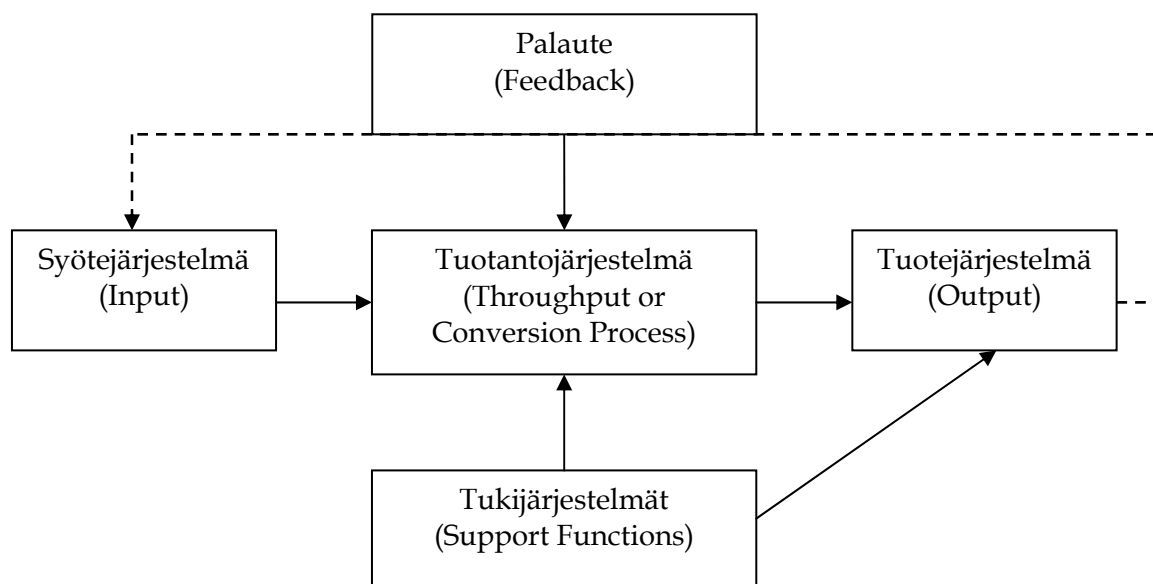 Palaute
(Feedback)
Syötejärjestelmä
(Input)
Tuotantojärjestelmä
(Throughput or
Conversion Process)
Tuotejärjestelmä
(Output)
Tukijärjestelmät
(Support Functions)